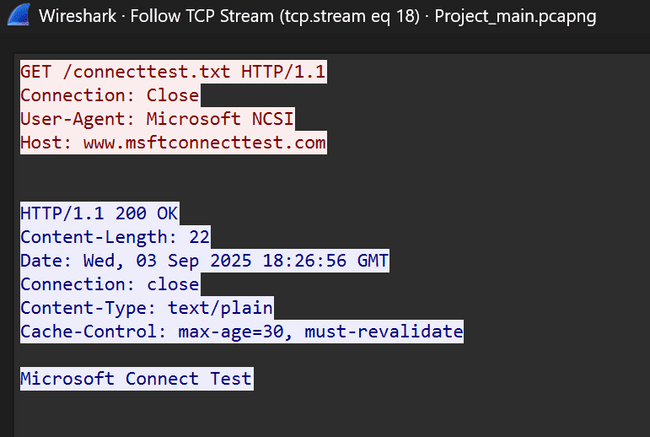 Wireshark · Follow TCP Stream (tcp.stream eq 18) · Project_main.pcapng
GET /connecttest.txt HTTP/1.1
Connection: Close
User-Agent: Microsoft NCSI
Host: www.msftconnecttest.com
HTTP/1.1 200 OK
Content-Length: 22
Date: Wed, 03 Sep 2025 18:26:56 GMT
Connection: close
Content-Type: text/plain
Cache-Control: max-age=30, must-revalidate
Microsoft Connect Test